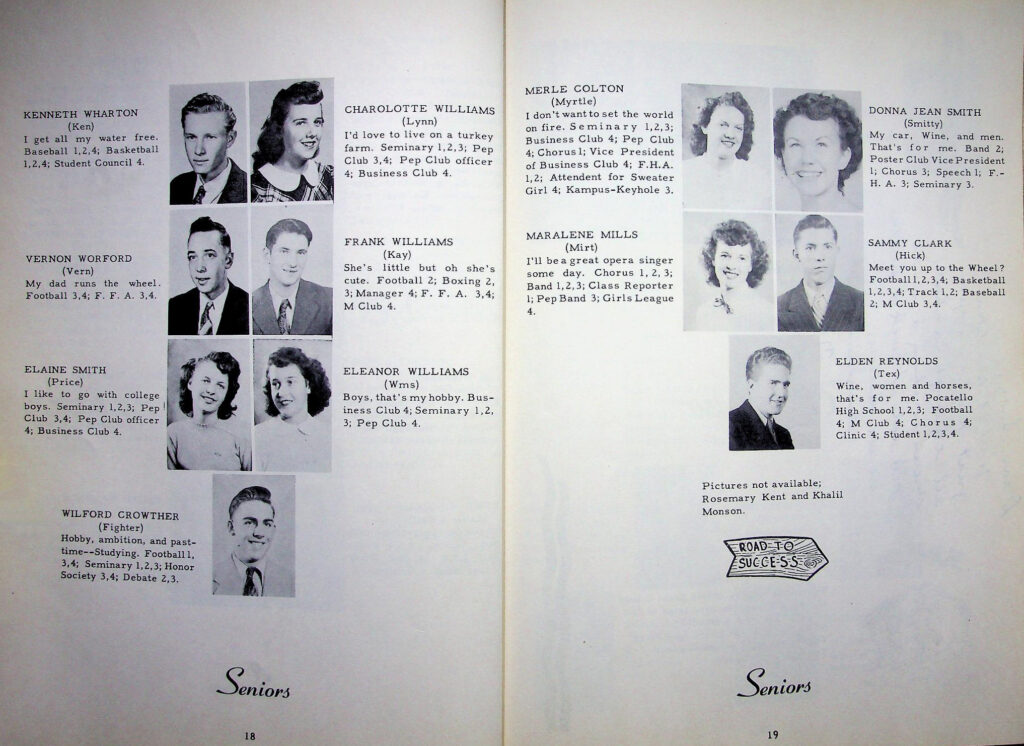 KENNETH WHARTON
(Ken)
I get all my water free.
Baseball 1,2,4; Basketball
1,2,4; Student Council 4.
CHAROLOTTE WILLIAMS
(Lynn)
I'd love to live on a turkey
farm. Seminary 1,2,3; Pep
Club 3,4; Pep Club officer
4; Business Club 4.
VERNON WORFORD
(Vern)
My dad runs the wheel.
Football 3,4; F. F. A. 3,4.
FRANK WILLIAMS
(Kay)
She's little but oh she's
cute. Football 2; Boxing 2,
3; Manager 4; F. F. A. 3,4;
M Club 4.
ELAINE SMITH
(Price)
I like to go with college
boys. Seminary 1,2,3; Pep
Club 3,4; Pep Club officer
4; Business Club 4.
ELEANOR WILLIAMS
(Wms)
Boys, that's my hobby. Bus-
iness Club 4; Seminary 1,2,
3; Pep Club 4.
WILFORD CROWTHER
(Fighter)
Hobby, ambition, and past-
time--Studying. Football 1,
3,4; Seminary 1,2,3; Honor
Society 3,4; Debate 2,3.
Seniors
18
MERLE COLTON
(Myrtle)
I don't want to set the world
on fire. Seminary 1,2,3;
Business Club 4; Pep Club
4; Chorus 1; Vice President
of Business Club 4; F.H.A.
1,2; Attendent for Sweater
Girl 4; Kampus-Keyhole 3.
DONNA JEAN SMITH
(Smitty)
My car, Wine, and men.
That's for me. Band 2;
Poster Club Vice President
1; Chorus 3; Speech 1; F.-
H. A. 3; Seminary 3.
MARALENE MILLS
(Mirt)
I'll be a great opera singer
some day. Chorus 1, 2, 3;
Band 1,2,3; Class Reporter
1; Pep Band 3; Girls League
4.
SAMMY CLARK
(Hick)
Meet you up to the Wheel?
Football 1,2,3,4; Basketball
1,2,3,4; Track 1,2; Baseball
2; M Club 3,4.
ELDEN REYNOLDS
(Tex)
Wine, women and horses,
that's for me. Pocatello
High School 1,2,3; Football
4; M Club 4; Chorus 4;
Clinic 4; Student 1,2,3,4.
Pictures not available;
Rosemary Kent and Khalil
Monson.
ROAD TO
SUCCESS
Seniors
19